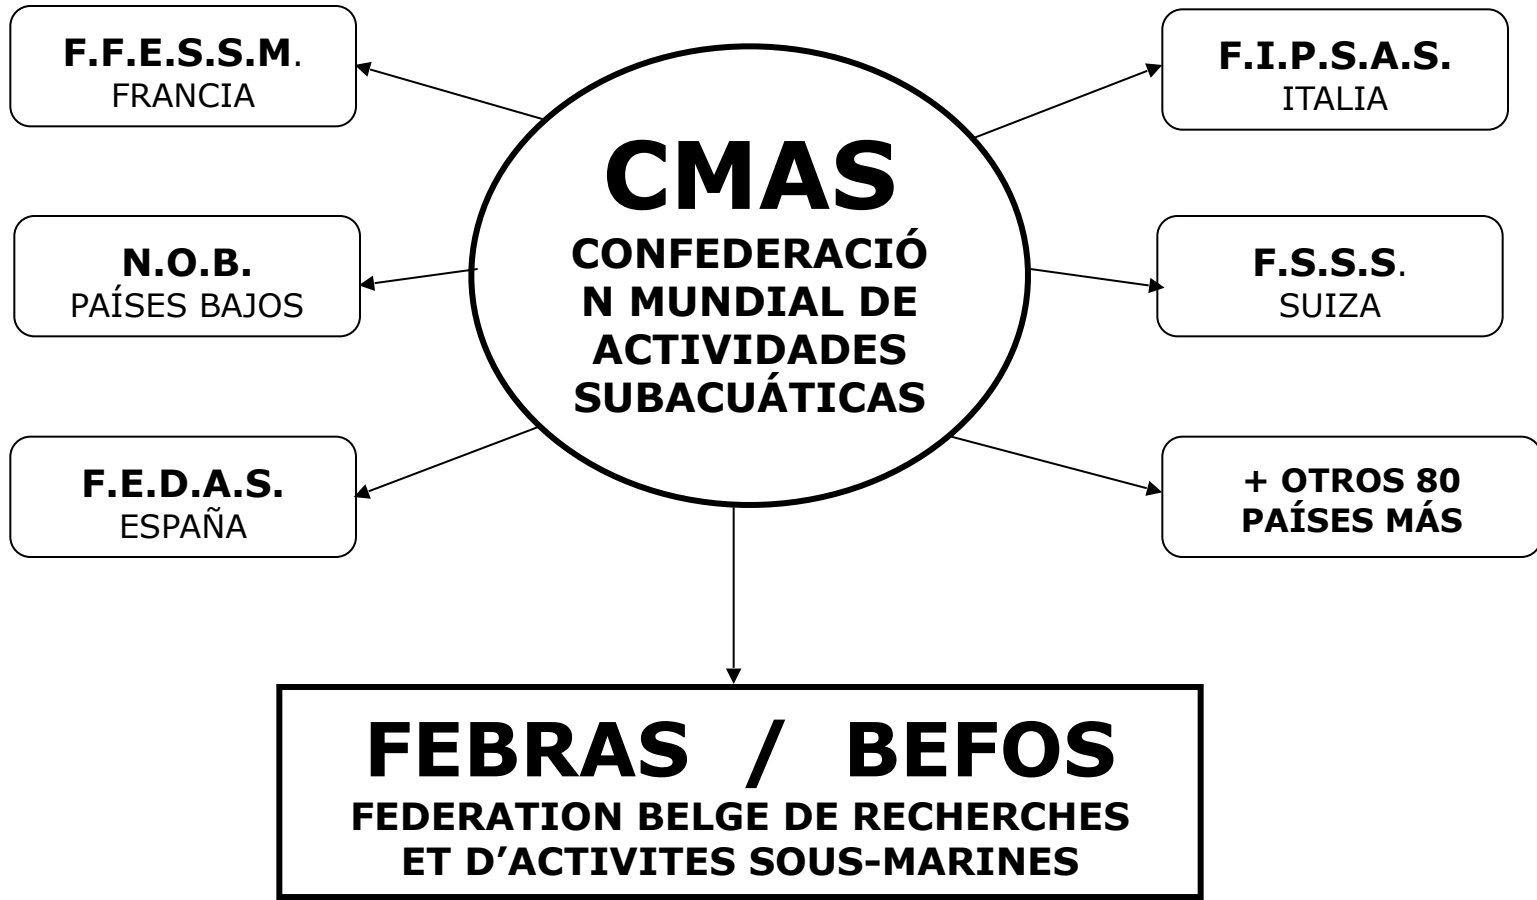 F.F.E.S.S.M.
FRANCIA
F.I.P.S.A.S.
ITALIA
CMAS
CONFEDERACIÓ
N MUNDIAL DE
ACTIVIDADES
SUBACUÁTICAS
N.O.B.
PAÍSES BAJOS
F.S.S.S.
SUIZA
F.E.D.A.S.
ESPAÑA
+ OTROS 80
PAÍSES MÁS
FEBRAS / BEFOS
FEDERATION BELGE DE RECHERCHES
ET D’ACTIVITES SOUS-MARINES